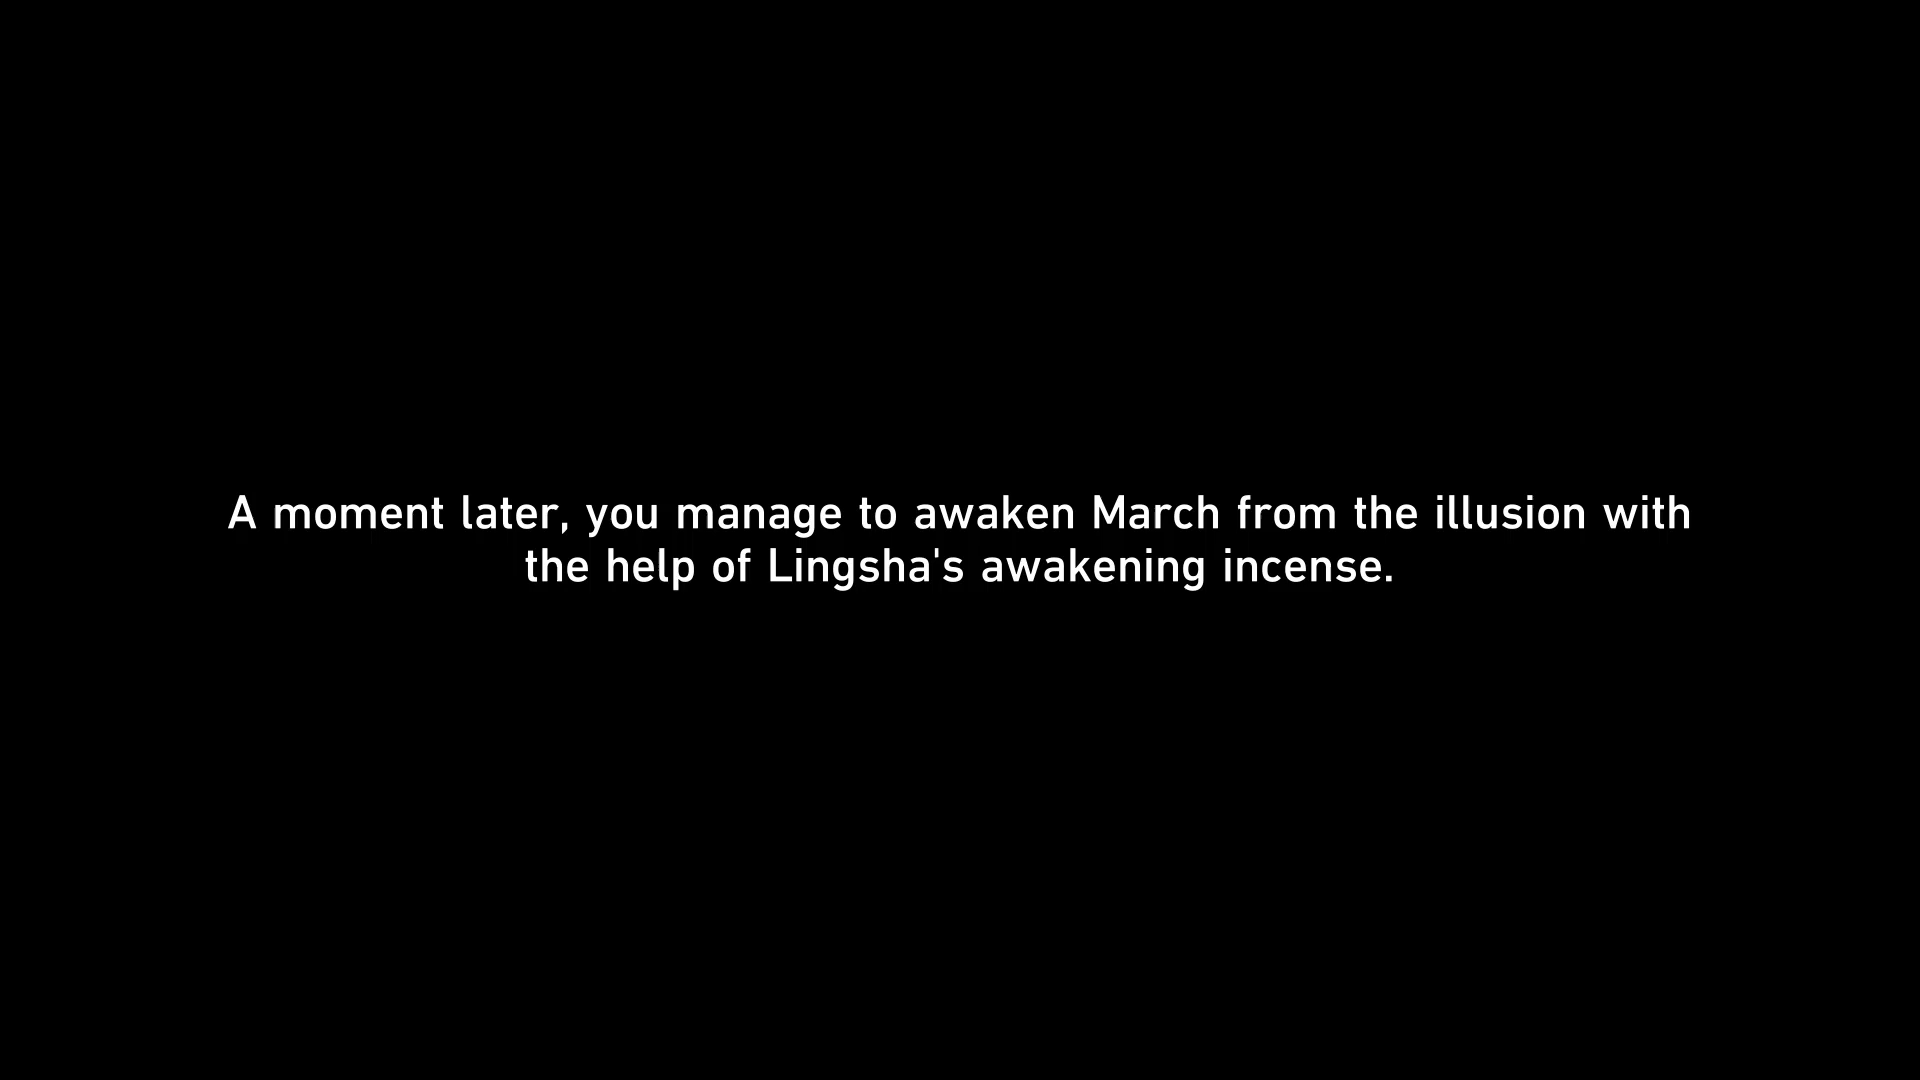 A moment later, you manage to awaken March from the illusion with
the help of Lingsha's awakening incense.